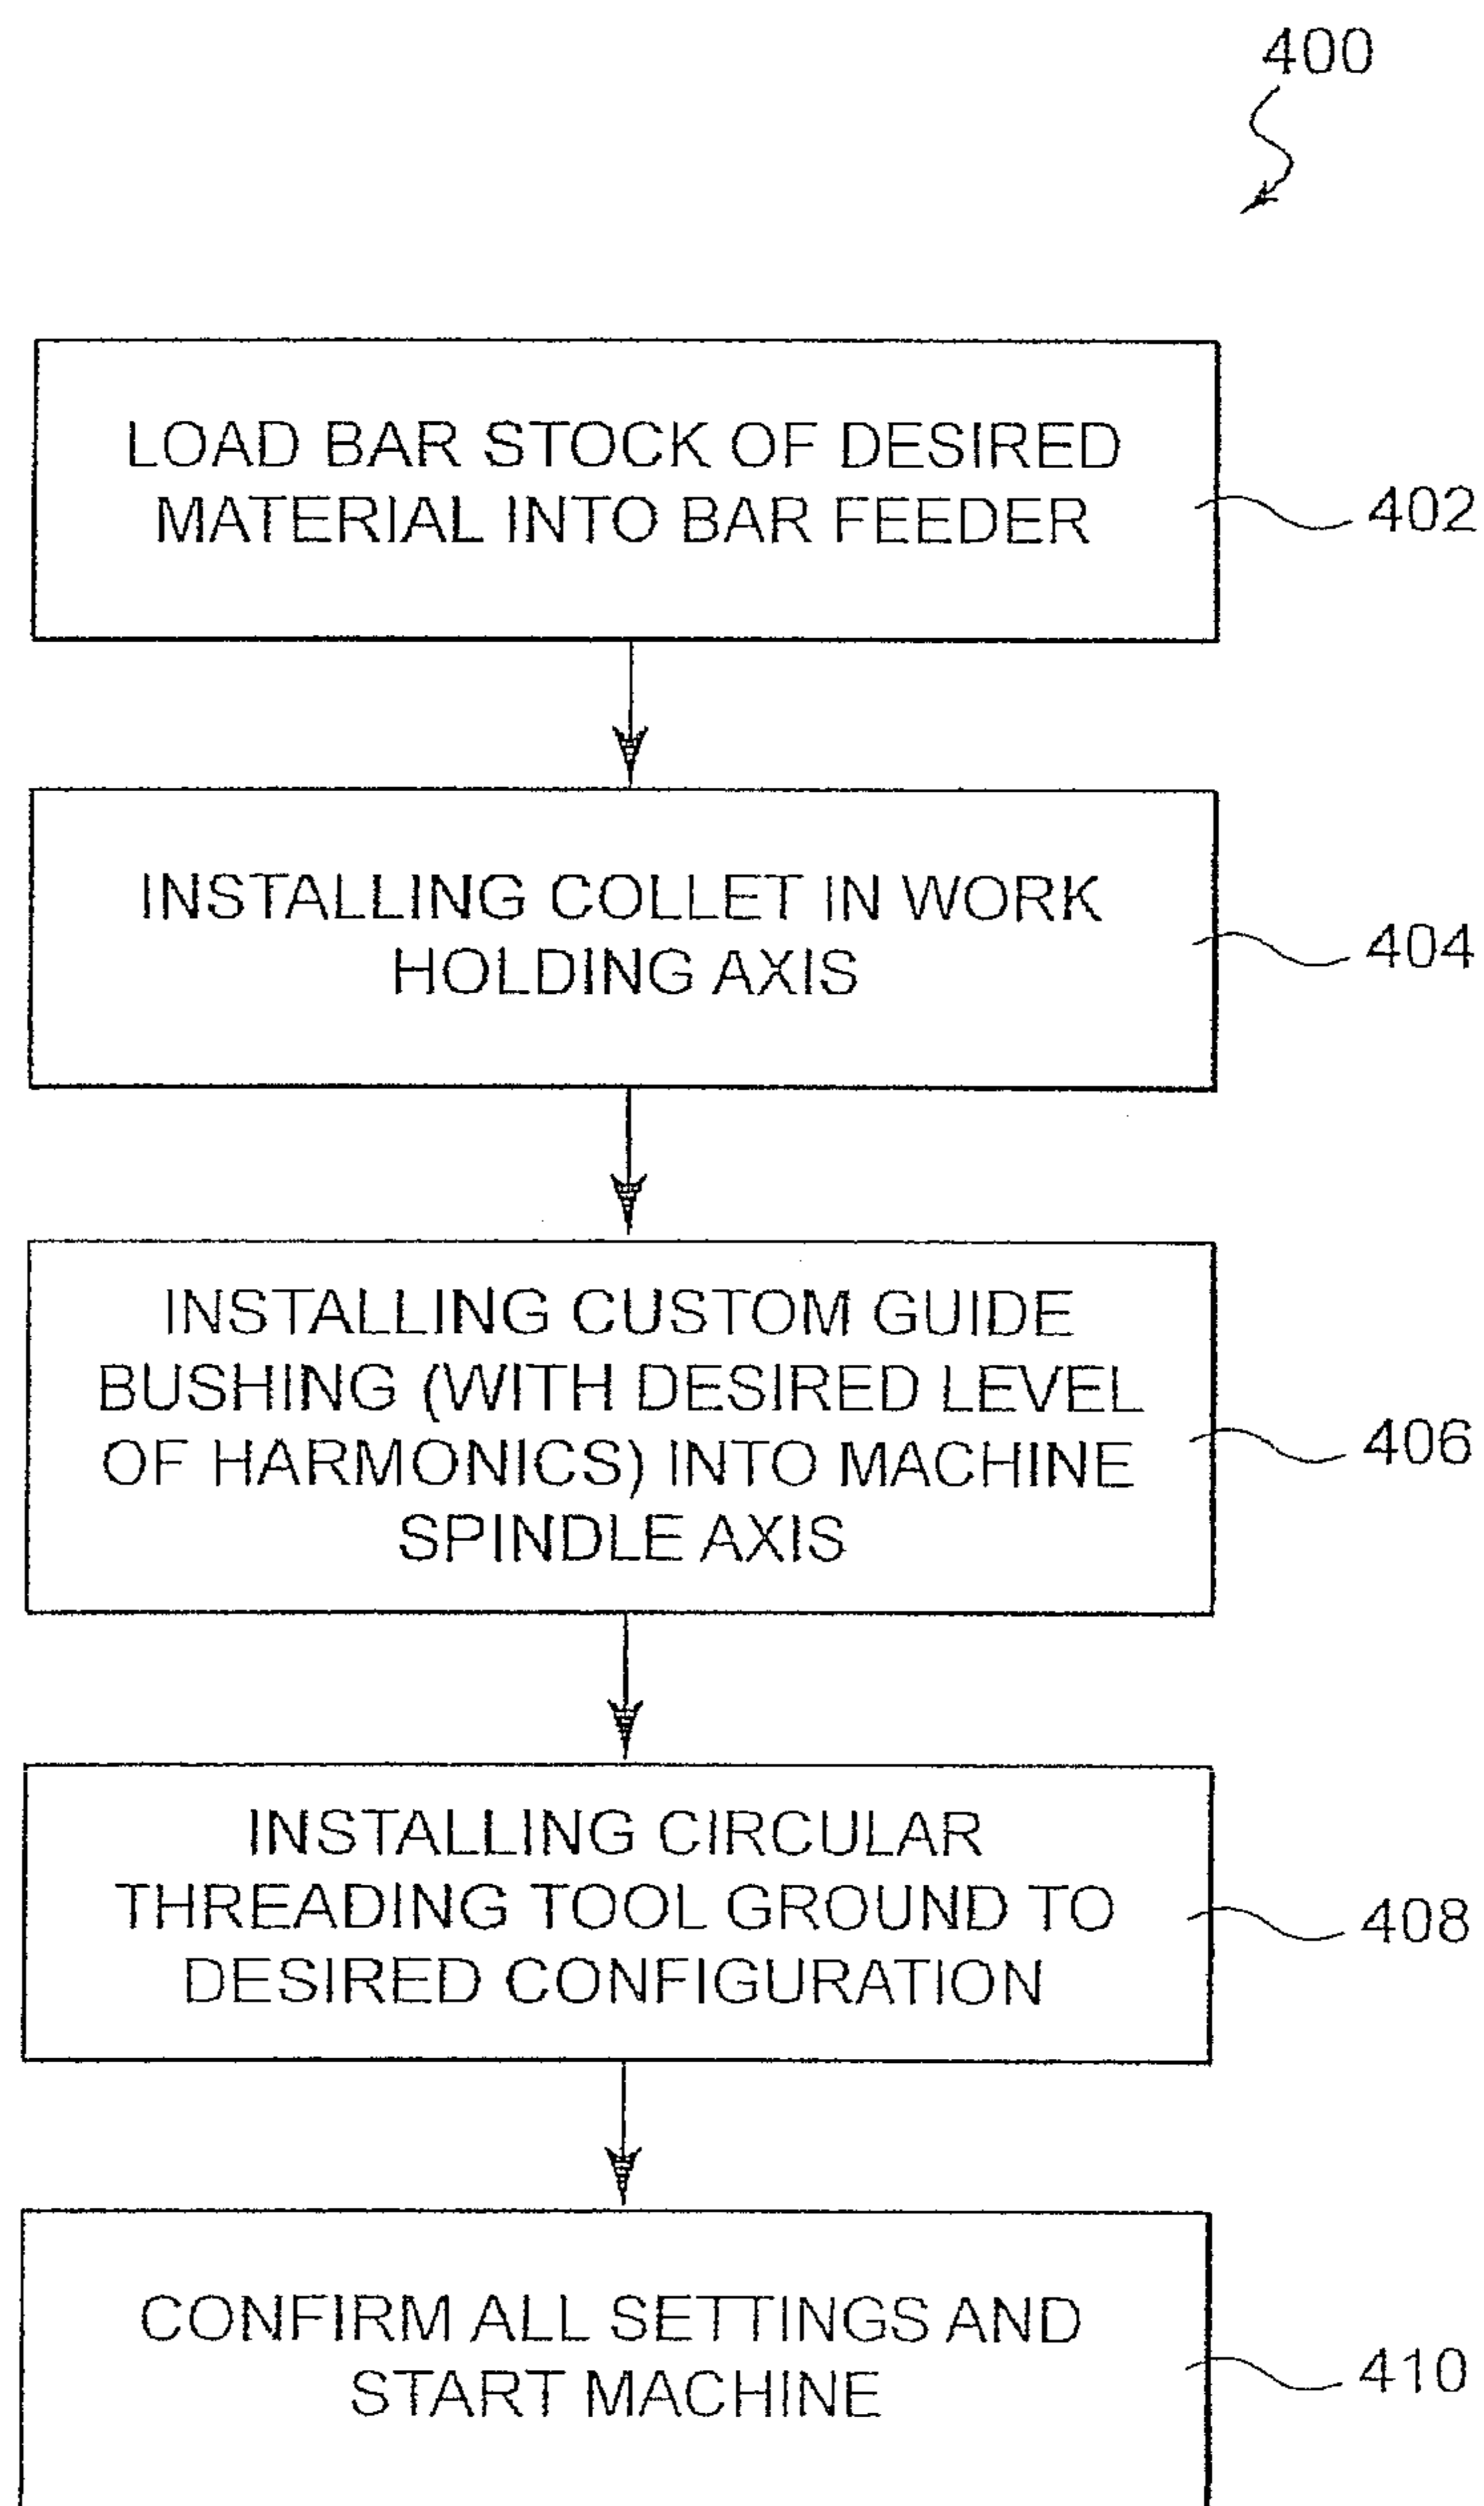 400
LOAD BAR STOCK OF DESIRED
MATERIAL INTO BAR FEEDER
402
INSTALLING COLLET IN WORK
HOLDING AXIS
404
INSTALLING CUSTOM GUIDE
BUSHING (WITH DESIRED LEVEL
OF HARMONICS) INTO MACHINE
SPINDLE AXIS
406
INSTALLING CIRCULAR
THREADING TOOL GROUND TO
DESIRED CONFIGURATION
408
CONFIRM ALL SETTINGS AND
START MACHINE
410